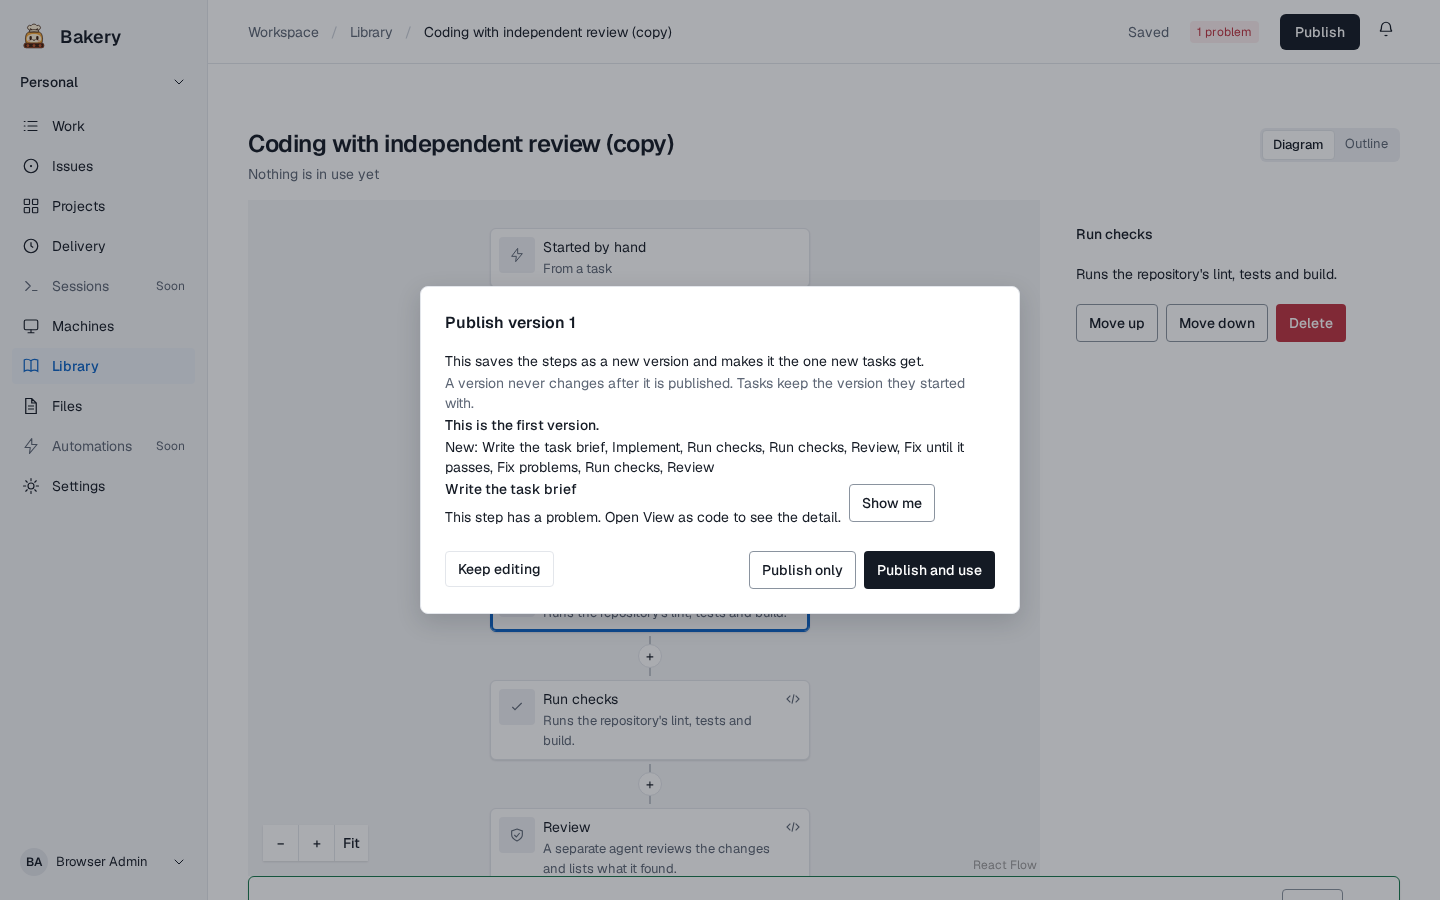 Bakery
Workspace / Library / Coding with independent review (copy)
Saved
1 problem
Publish
Personal
Work
Issues
Projects
Delivery
Sessions Soon
Machines
Library
Files
Automations Soon
Settings
BA Browser Admin
Coding with independent review (copy)
Nothing is in use yet
Diagram
Outline
Started by hand
From a task
Run checks
Runs the repository's lint, tests and build.
Move up
Move down
Delete
Publish version 1
This saves the steps as a new version and makes it the one new tasks get.
A version never changes after it is published. Tasks keep the version they started
with.
This is the first version.
New: Write the task brief, Implement, Run checks, Run checks, Review, Fix until it
passes, Fix problems, Run checks, Review
Write the task brief
This step has a problem. Open View as code to see the detail.
Show me
Keep editing
Publish only
Publish and use
Runs the repository's lint, tests and build.
+
Run checks
Runs the repository's lint, tests and
build.
+
Review
A separate agent reviews the changes
and lists what it found.
− + Fit
React Flow